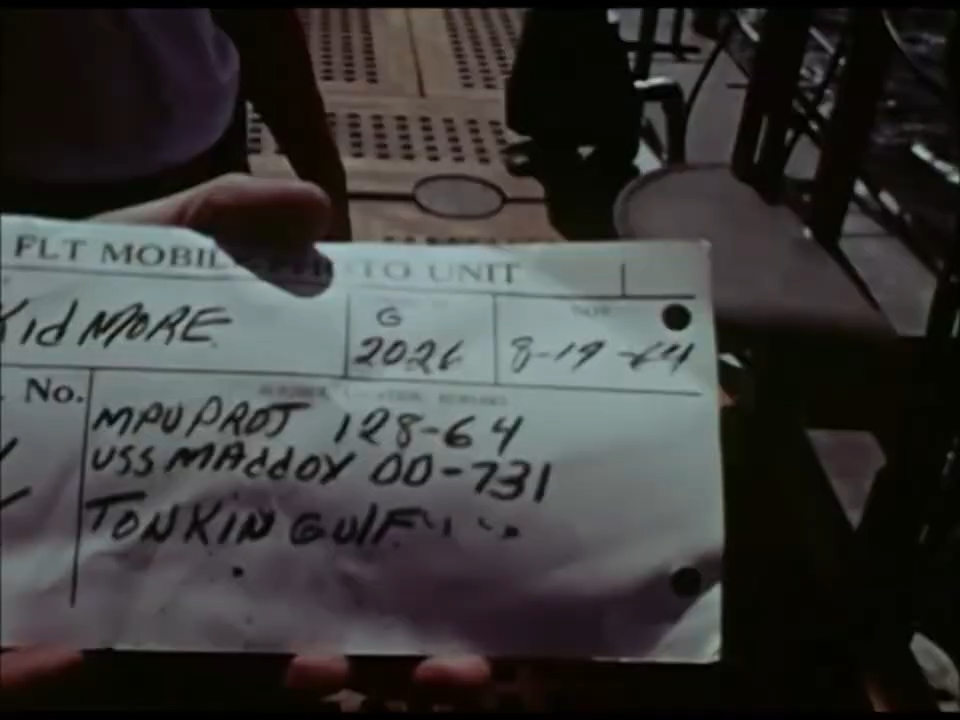 FLT MOBILE PHOTO UNIT
KidMORE G 2026 8-19-64
No.
MPU PROJ 128-64
USS MAddOX DD-731
TONKIN GUlF